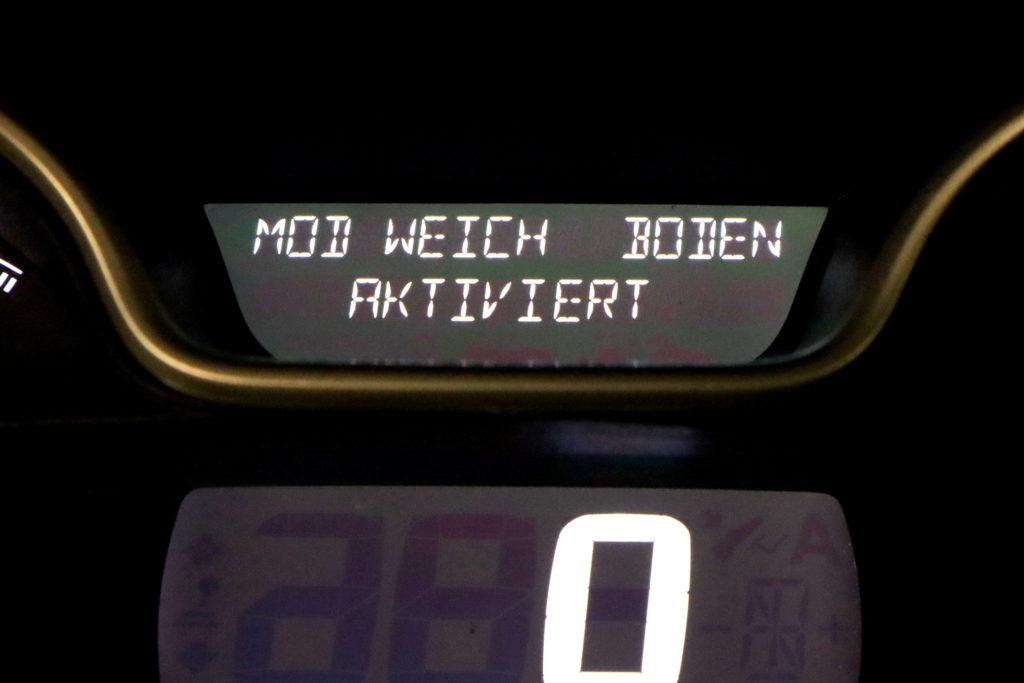 MOD WEICH BODEN
AKTIVIERT
0